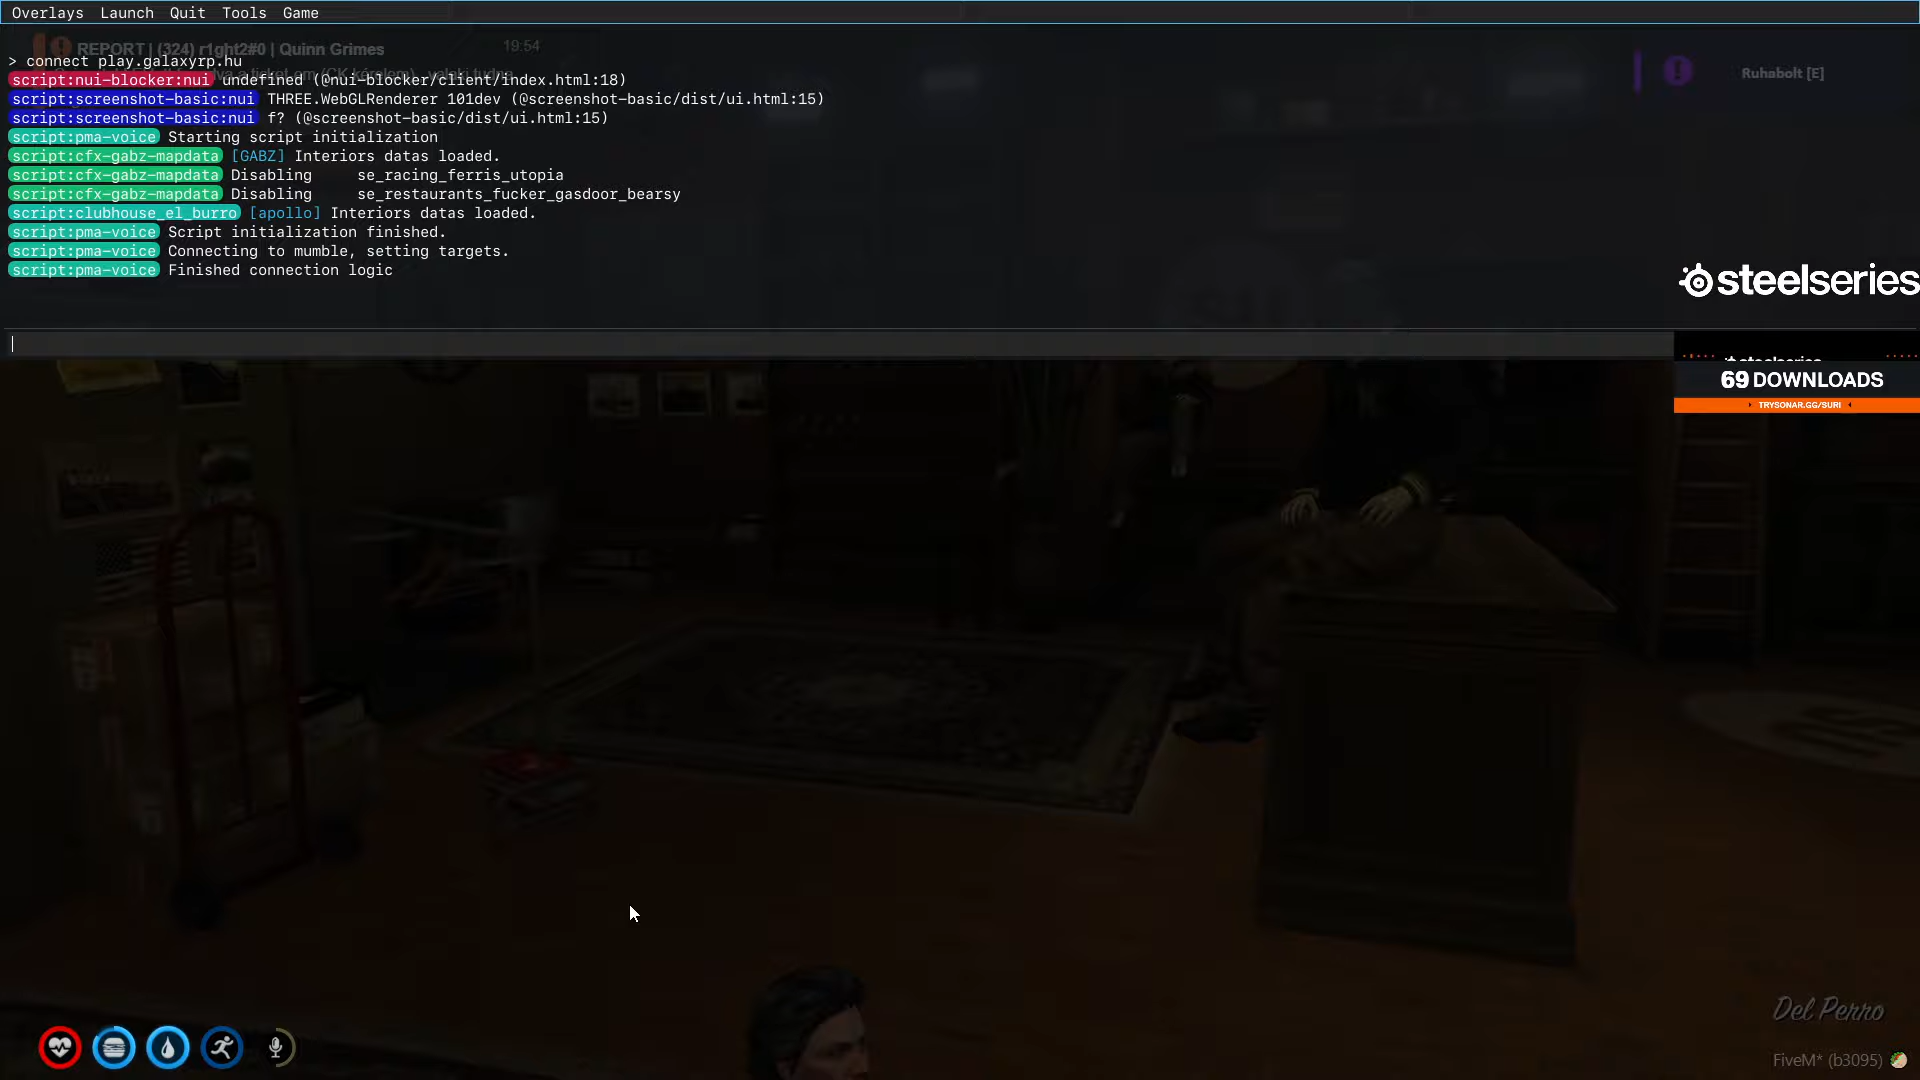 Overlays Launch Quit Tools Game
REPORT | (324) r1ght2#0 | Quinn Grimes
19:54
> connect play.galaxyrp.hu
(CK kérelem) valaki tudna
script:nui-blocker:nui undefined (@nui-blocker/client/index.html:18)
Ruhabolt [E]
script:screenshot-basic:nui THREE.WebGLRenderer 101dev (@screenshot-basic/dist/ui.html:15)
script:screenshot-basic:nui f? (@screenshot-basic/dist/ui.html:15)
script:pma-voice Starting script initialization
script:cfx-gabz-mapdata [GABZ] Interiors datas loaded.
script:cfx-gabz-mapdata Disabling se_racing_ferris_utopia
script:cfx-gabz-mapdata Disabling se_restaurants_fucker_gasdoor_bearsy
script:clubhouse_el_burro [apollo] Interiors datas loaded.
script:pma-voice Script initialization finished.
script:pma-voice Connecting to mumble, setting targets.
script:pma-voice Finished connection logic
steelseries
steelseries
69 DOWNLOADS
TRYSONAR.GG/SURI
Del Perro
FiveM* (b3095)